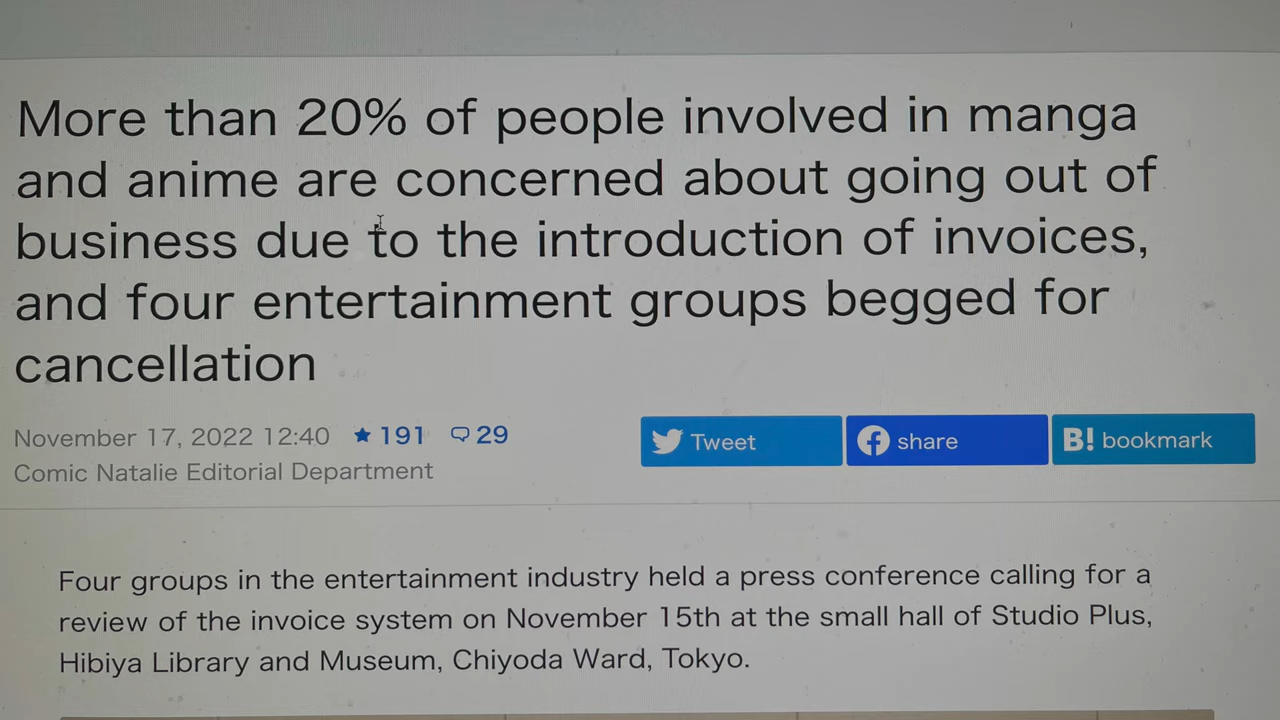 More than 20% of people involved in manga
and anime are concerned about going out of
business due to the introduction of invoices,
and four entertainment groups begged for
cancellation
November 17, 2022 12:40 ★ 191 29
Tweet
share
B! bookmark
Comic Natalie Editorial Department
Four groups in the entertainment industry held a press conference calling for a
review of the invoice system on November 15th at the small hall of Studio Plus,
Hibiya Library and Museum, Chiyoda Ward, Tokyo.